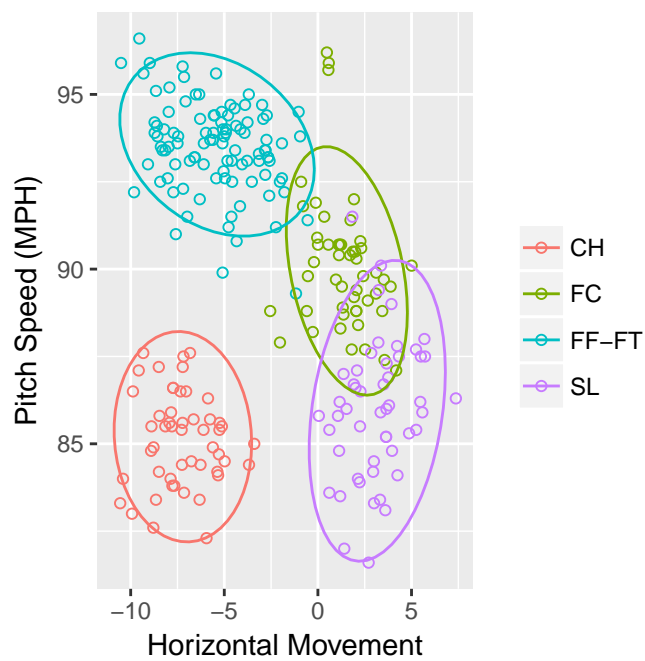 Pitch Speed (MPH)
95
90
85
−10
−5
0
5
Horizontal Movement
CH
FC
FF−FT
SL